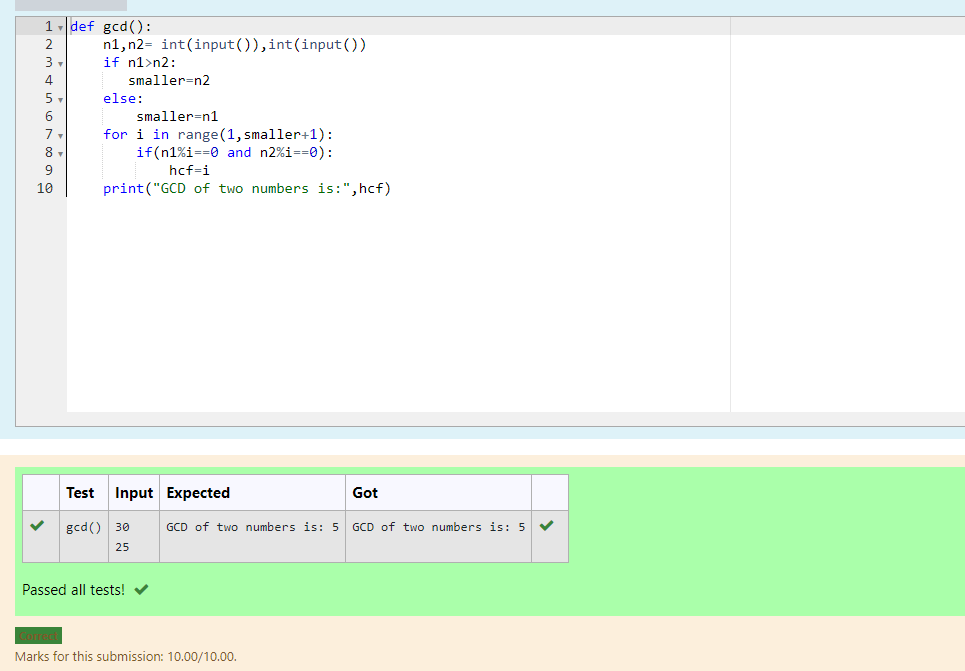 1 def gcd():
2     n1,n2= int(input()),int(input())
3     if n1>n2:
4        smaller=n2
5     else:
6         smaller=n1
7     for i in range(1,smaller+1):
8         if(n1%i==0 and n2%i==0):
9             hcf=i
10     print("GCD of two numbers is:",hcf)
Test Input Expected Got
gcd() 30 GCD of two numbers is: 5 GCD of two numbers is: 5
25
Passed all tests!
Correct
Marks for this submission: 10.00/10.00.